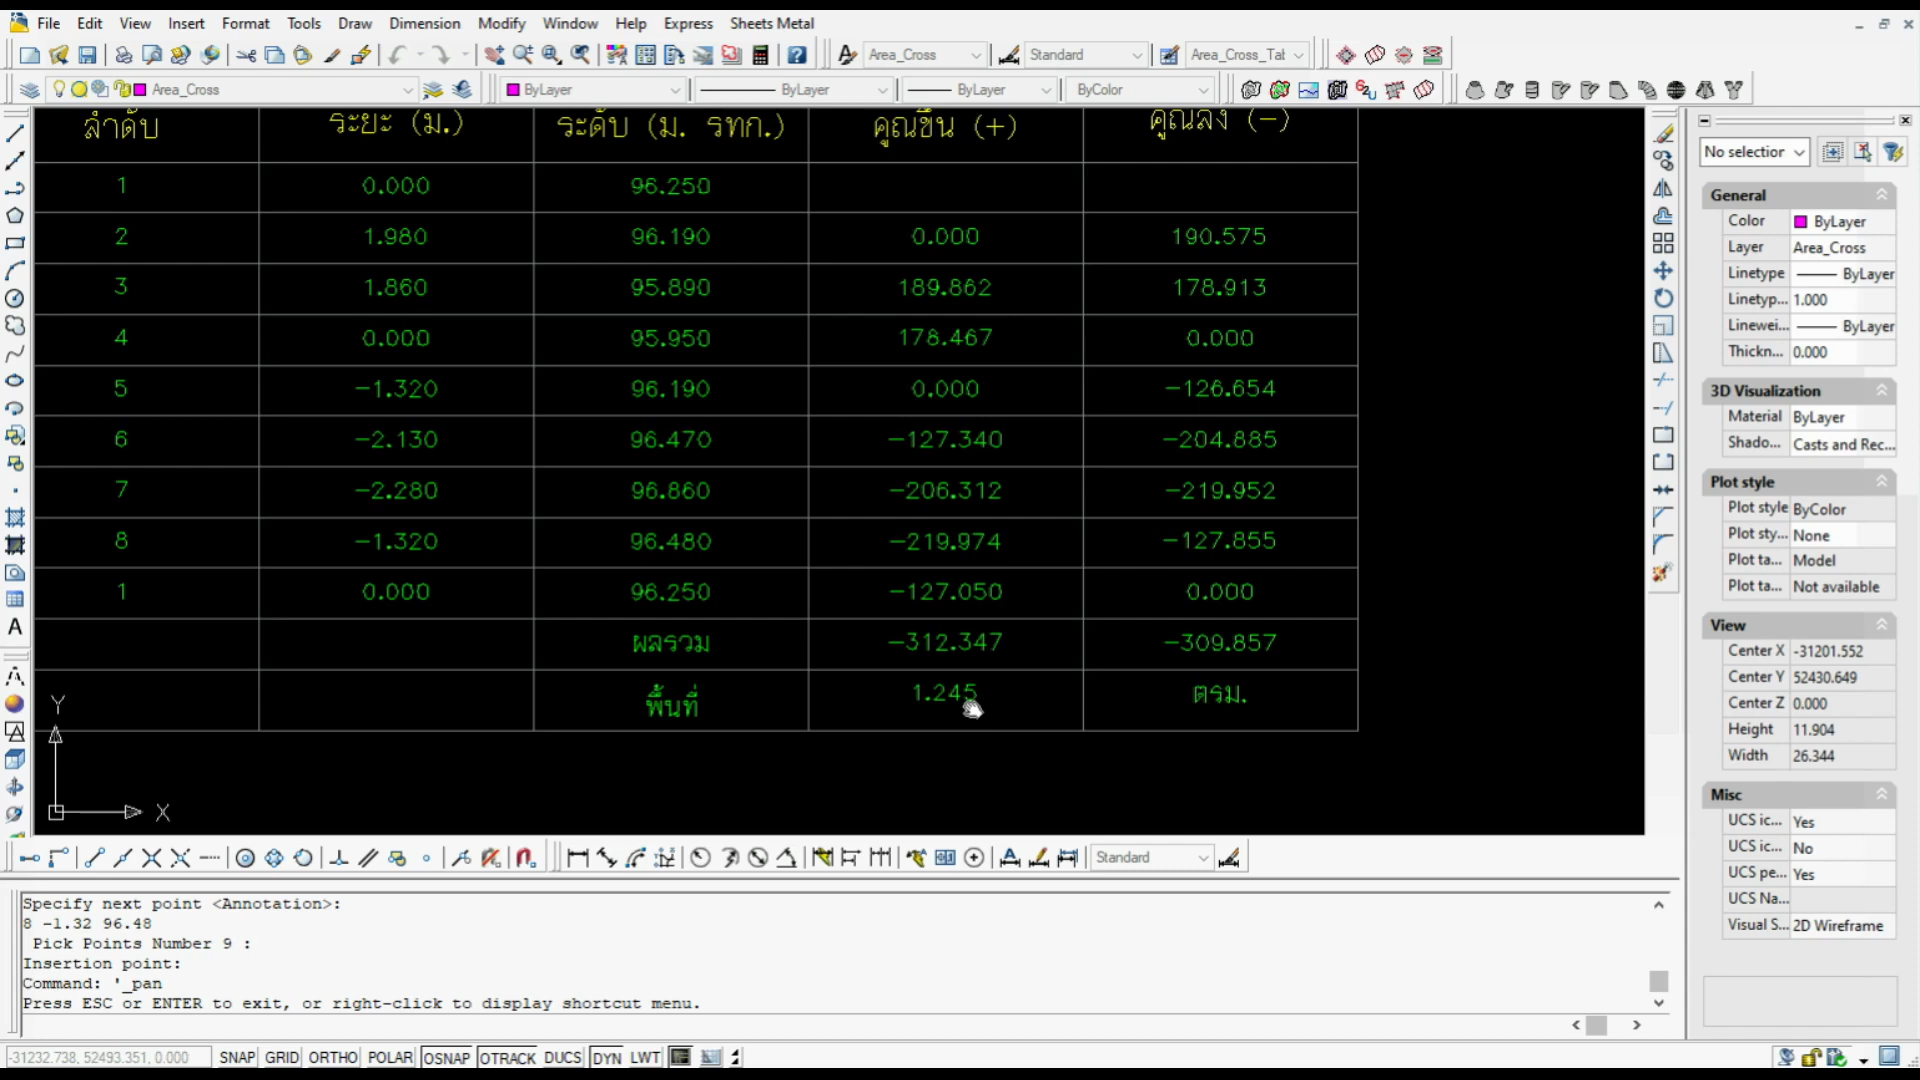 File Edit View Insert Format Tools Draw Dimension Modify Window Help Express Sheets Metal
Area_Cross Standard Area_Cross_Tat
Area_Cross ByLayer ByLayer ByLayer ByColor
ลำดับ ระยะ (ม.) ระดับ (ม. รทก.) คูณขึ้น (+) คูณลง (-)
1 0.000 96.250
2 1.980 96.190 0.000 190.575
3 1.860 95.890 189.862 178.913
4 0.000 95.950 178.467 0.000
5 -1.320 96.190 0.000 -126.654
6 -2.130 96.470 -127.340 -204.885
7 -2.280 96.860 -206.312 -219.952
8 -1.320 96.480 -219.974 -127.855
1 0.000 96.250 -127.050 0.000
ผลรวม -312.347 -309.857
พื้นที่ 1.245 ตรม.
Y
X
No selection
General
Color ByLayer
Layer Area_Cross
Linetype ByLayer
Linetyp... 1.000
Linewei... ByLayer
Thickn... 0.000
3D Visualization
Material ByLayer
Shado... Casts and Rec...
Plot style
Plot style ByColor
Plot sty... None
Plot ta... Model
Plot ta... Not available
View
Center X -31201.552
Center Y 52430.649
Center Z 0.000
Height 11.904
Width 26.344
Misc
UCS ic... Yes
UCS ic... No
UCS pe... Yes
UCS Na...
Visual S... 2D Wireframe
Standard
Specify next point <Annotation>:
8 -1.32 96.48
Pick Points Number 9 :
Insertion point:
Command: '_pan
Press ESC or ENTER to exit, or right-click to display shortcut menu.
-31232.738, 52493.351, 0.000 SNAP GRID ORTHO POLAR OSNAP OTRACK DUCS DYN LWT